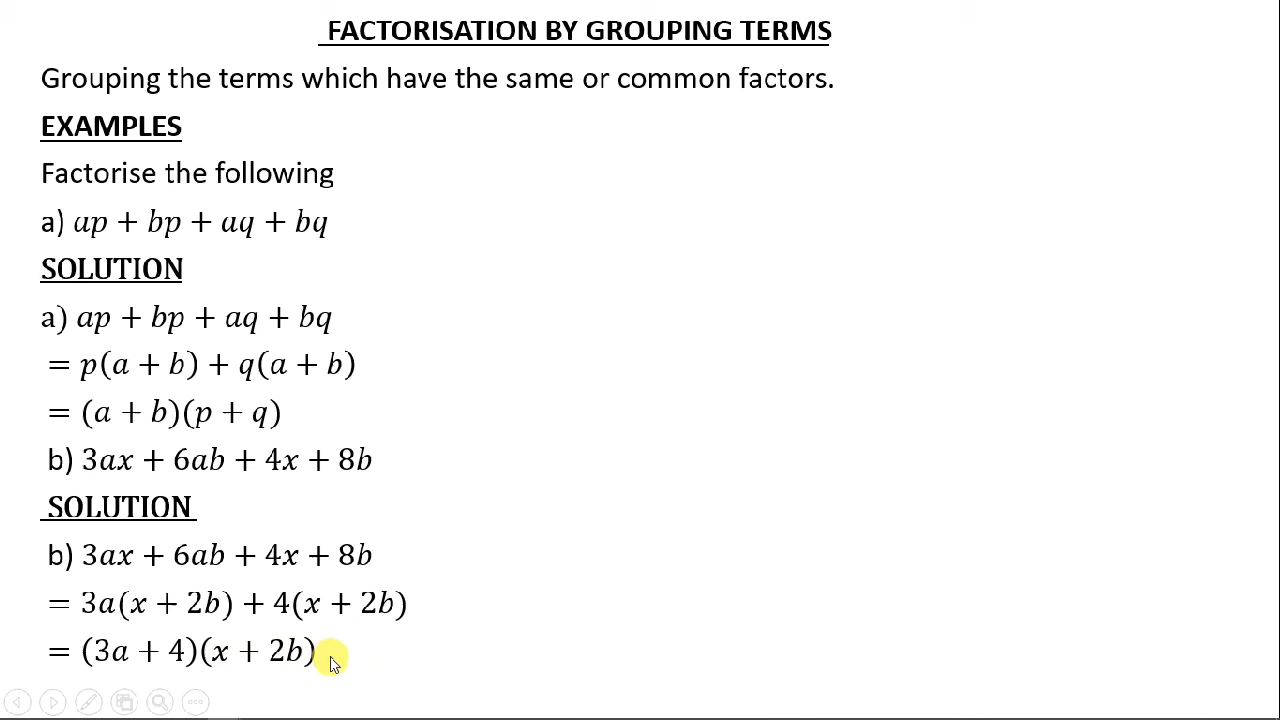 FACTORISATION BY GROUPING TERMS
Grouping the terms which have the same or common factors.
EXAMPLES
Factorise the following
a) 𝑎𝑝 + 𝑏𝑝 + 𝑎𝑞 + 𝑏𝑞
SOLUTION
a) 𝑎𝑝 + 𝑏𝑝 + 𝑎𝑞 + 𝑏𝑞
= 𝑝(𝑎 + 𝑏) + 𝑞(𝑎 + 𝑏)
= (𝑎 + 𝑏)(𝑝 + 𝑞)
b) 3𝑎𝑥 + 6𝑎𝑏 + 4𝑥 + 8𝑏
SOLUTION
b) 3𝑎𝑥 + 6𝑎𝑏 + 4𝑥 + 8𝑏
= 3𝑎(𝑥 + 2𝑏) + 4(𝑥 + 2𝑏)
= (3𝑎 + 4)(𝑥 + 2𝑏)